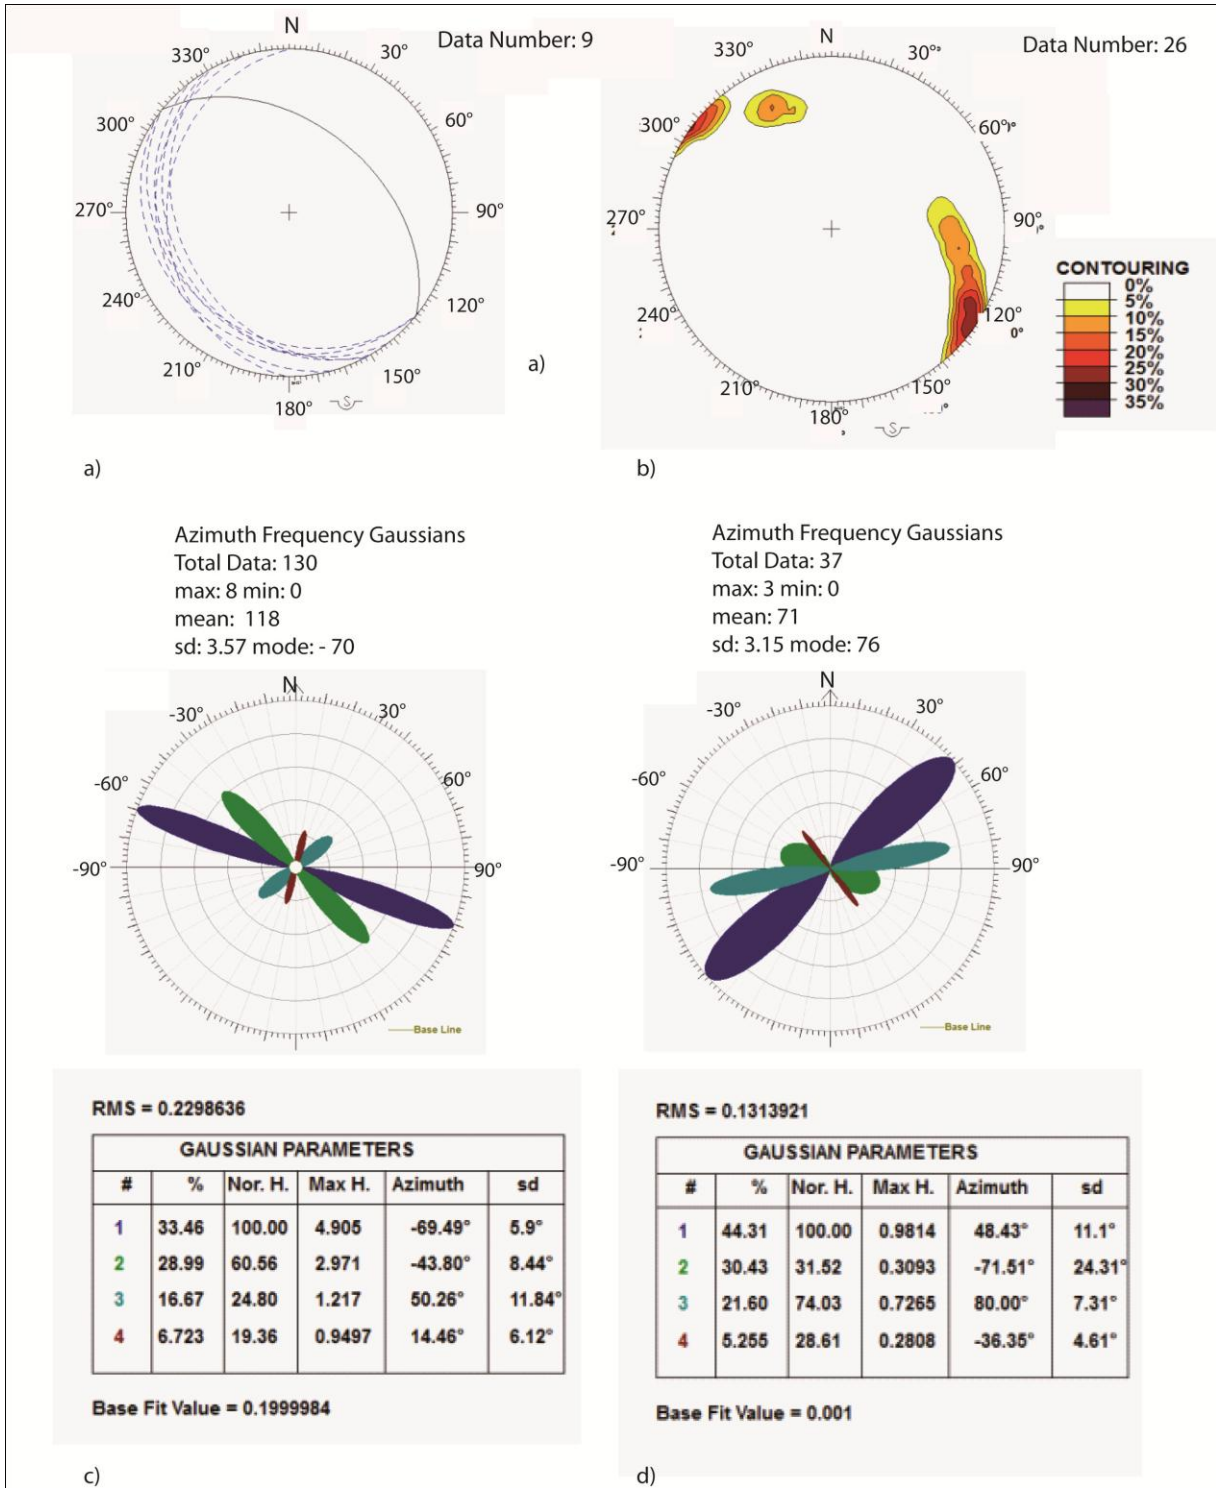 N
Data Number: 9
330°
30°
300°
60°
270°
90°
240°
120°
210°
150°
180°
S
a)
N
Data Number: 26
330°
30°
300°
60°
270°
90°
CONTOURING
0%
5%
10%
15%
20%
25%
30%
35%
240°
120°
0°
a)
210°
150°
180°
S
a)
b)
Azimuth Frequency Gaussians
Total Data: 130
max: 8 min: 0
mean: 118
sd: 3.57 mode: - 70
Azimuth Frequency Gaussians
Total Data: 37
max: 3 min: 0
mean: 71
sd: 3.15 mode: 76
N
-30°
30°
-60°
60°
-90°
90°
Base Line
N
-30°
30°
-60°
60°
-90°
90°
Base Line
RMS = 0.2298636
GAUSSIAN PARAMETERS
# % Nor. H. Max H. Azimuth sd
1 33.46 100.00 4.905 -69.49° 5.9°
2 28.99 60.56 2.971 -43.80° 8.44°
3 16.67 24.80 1.217 50.26° 11.84°
4 6.723 19.36 0.9497 14.46° 6.12°
Base Fit Value = 0.1999984
RMS = 0.1313921
GAUSSIAN PARAMETERS
# % Nor. H. Max H. Azimuth sd
1 44.31 100.00 0.9814 48.43° 11.1°
2 30.43 31.52 0.3093 -71.51° 24.31°
3 21.60 74.03 0.7265 80.00° 7.31°
4 5.255 28.61 0.2808 -36.35° 4.61°
Base Fit Value = 0.001
c)
d)